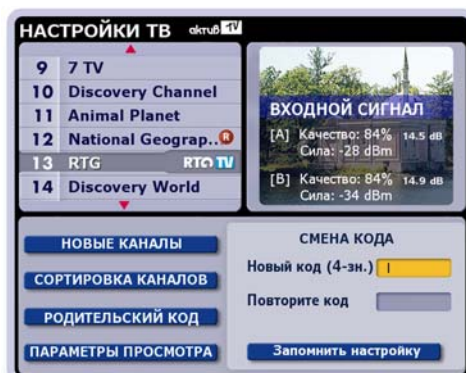 НАСТРОЙКИ ТВ актив TV
9 7 TV
10 Discovery Channel
11 Animal Planet
12 National Geograp.. R
13 RTG RTG TV
14 Discovery World
ВХОДНОЙ СИГНАЛ
[A] Качество: 84% 14.5 dB
Сила: -28 dBm
[B] Качество: 84% 14.9 dB
Сила: -34 dBm
НОВЫЕ КАНАЛЫ
СОРТИРОВКА КАНАЛОВ
РОДИТЕЛЬСКИЙ КОД
ПАРАМЕТРЫ ПРОСМОТРА
СМЕНА КОДА
Новый код (4-зн.)
Повторите код
Запомнить настройку